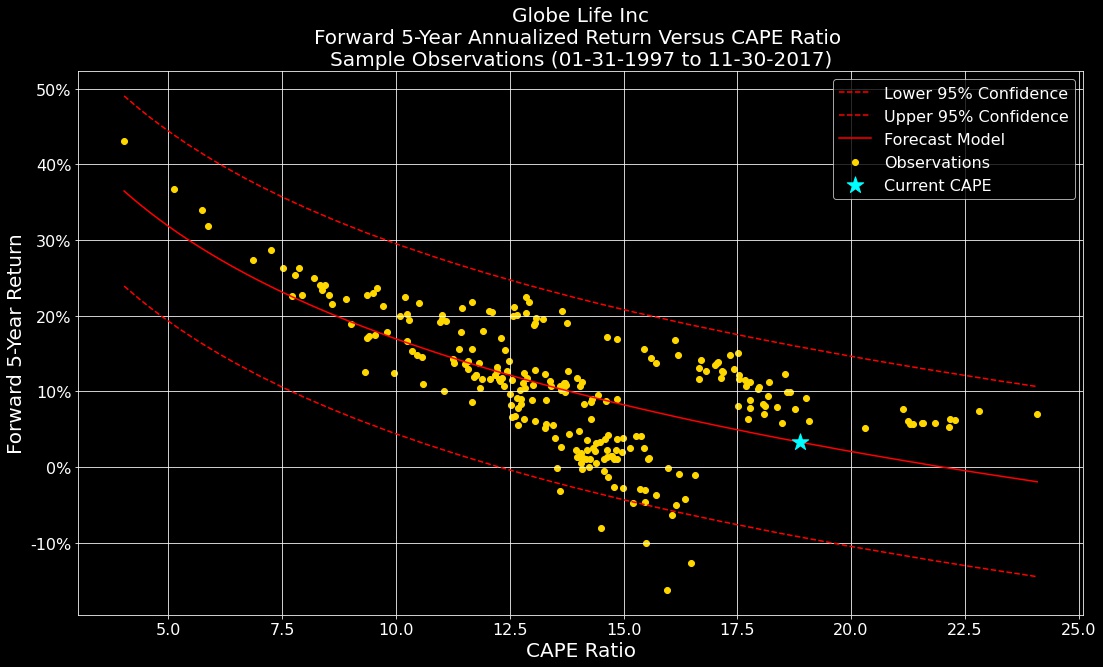 Globe Life Inc
Forward 5-Year Annualized Return Versus CAPE Ratio
Sample Observations (01-31-1997 to 11-30-2017)
Lower 95% Confidence
Upper 95% Confidence
Forecast Model
Observations
Current CAPE
Forward 5-Year Return
50%
40%
30%
20%
10%
0%
-10%
5.0 7.5 10.0 12.5 15.0 17.5 20.0 22.5 25.0
CAPE Ratio